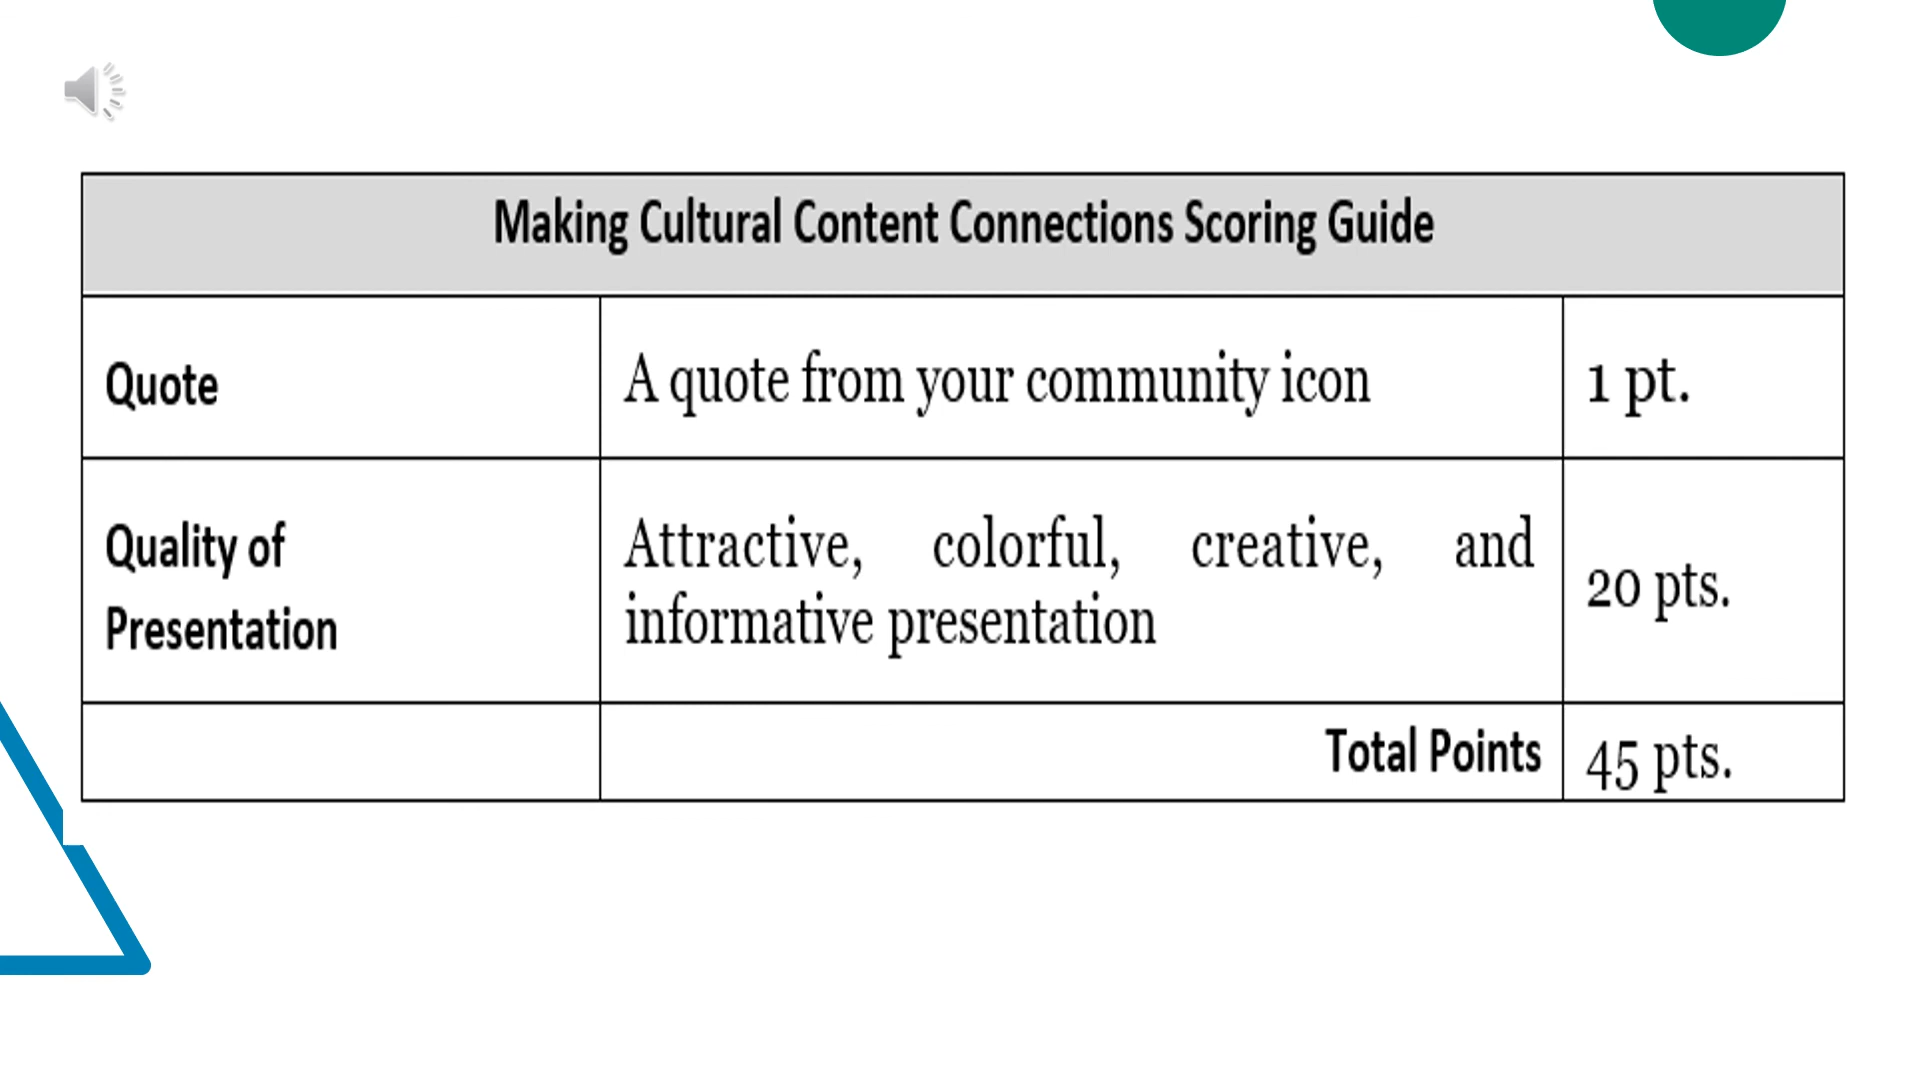 Making Cultural Content Connections Scoring Guide
Quote
A quote from your community icon
1 pt.
Quality of
Presentation
Attractive, colorful, creative, and
informative presentation
20 pts.
Total Points
45 pts.